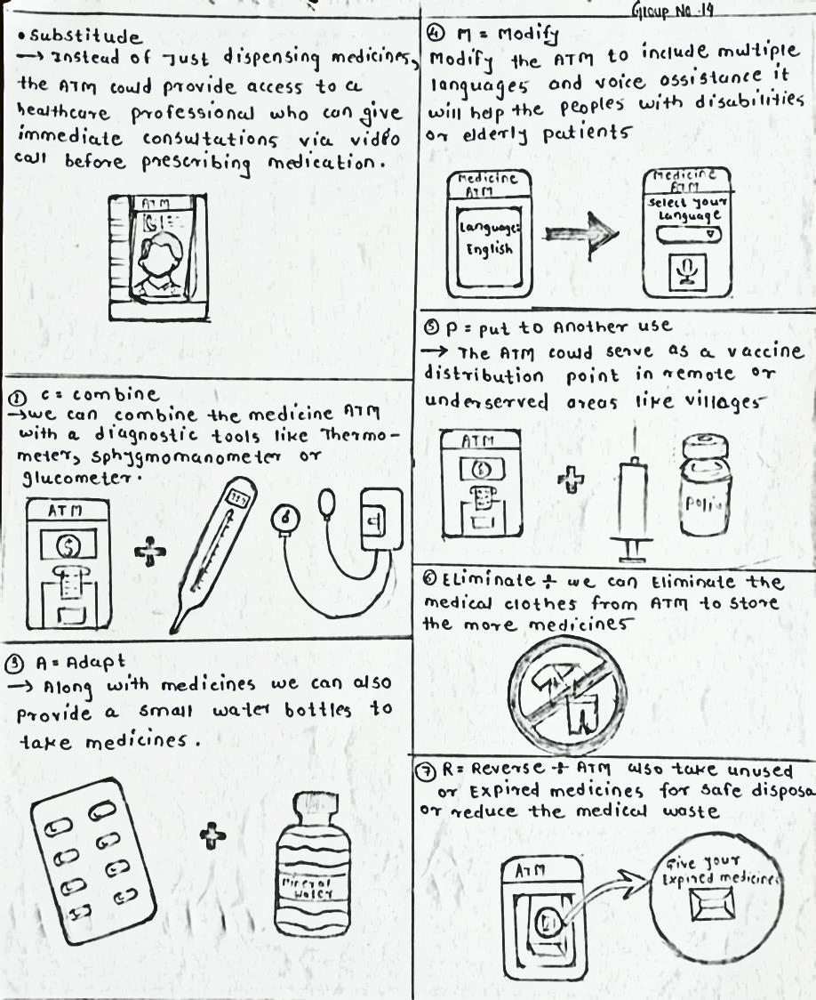 Group No -19
• Substitude
→ Instead of Just dispensing medicines,
the ATM could provide access to a
healthcare professional who can give
immediate consultations via video
call before prescribing medication.
ATM
② C = combine
→ we can combine the medicine ATM
with a diagnostic tools like Thermo-
meter, sphygmomanometer or
glucometer.
ATM
$
③ A = Adapt
→ Along with medicines we can also
provide a small water bottles to
take medicines.
Mineral
Water
④ M = Modify
Modify the ATM to include multiple
languages and voice assistance it
will help the peoples with disabilities
or elderly patients
Medicine
ATM
Language:
English
Medicine
ATM
Select your
Language
⑤ P = put to Another use
→ The ATM could serve as a vaccine
distribution point in remote or
underserved areas like villages
ATM
Polio
⑥ Eliminate ÷ we can Eliminate the
medical clothes from ATM to store
the more medicines
⑦ R = Reverse ÷ ATM also take unused
or Expired medicines for safe disposa
or reduce the medical waste
ATM
Give your
Expired medicines